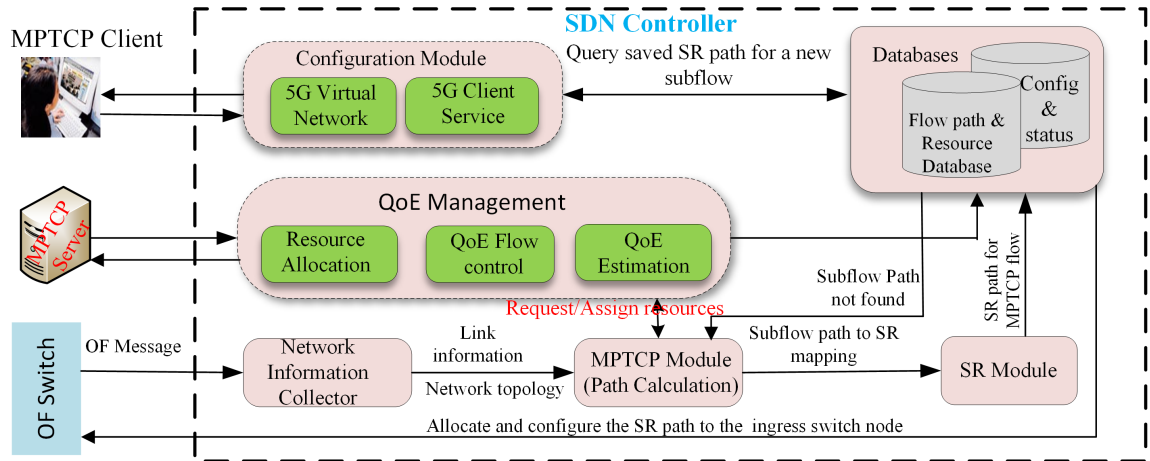 SDN Controller
MPTCP Client
Configuration Module
5G Virtual
Network
5G Client
Service
Query saved SR path for a new
subflow
Databases
Config
&
status
Flow path &
Resource
Database
MPTCP
Server
QoE Management
Resource
Allocation
QoE Flow
control
QoE
Estimation
Request/Assign resources
Subflow Path
not found
SR path for
MPTCP flow
OF Switch
OF Message
Network
Information
Collector
Link
information
Network topology
MPTCP Module
(Path Calculation)
Subflow path to SR
mapping
SR Module
Allocate and configure the SR path to the ingress switch node